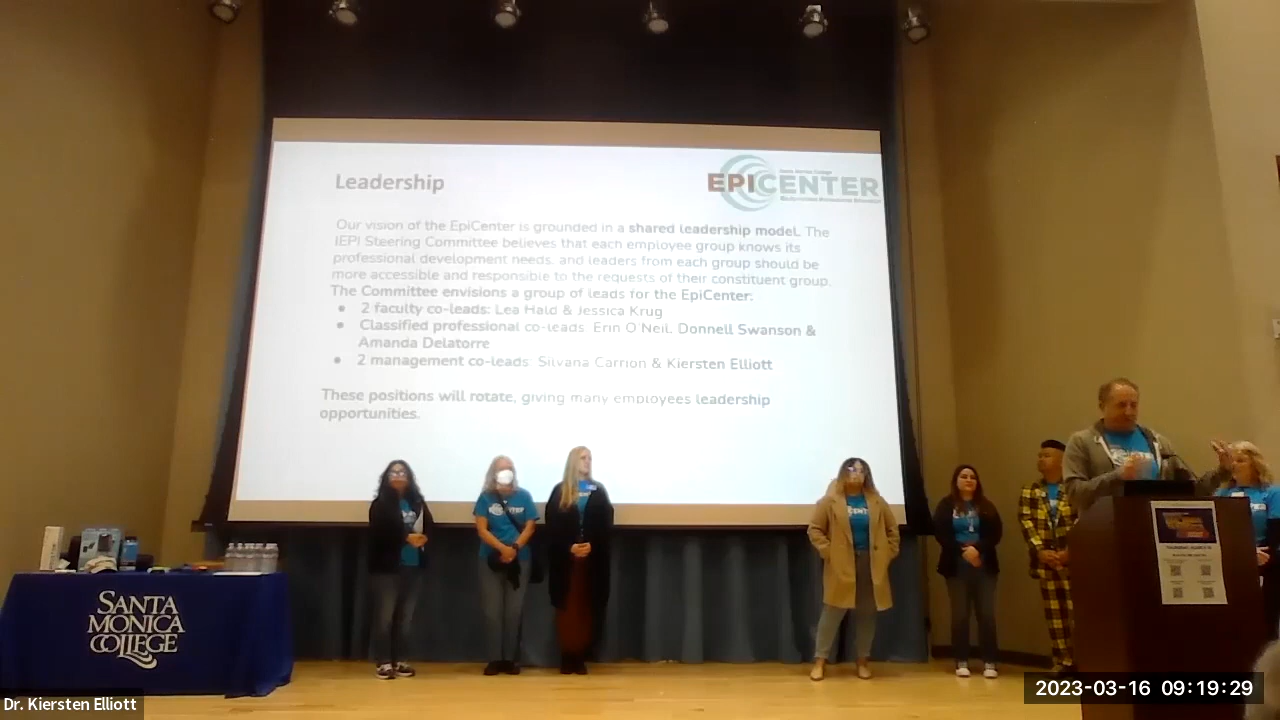 Leadership
EPICENTER
Our vision of the EpiCenter is grounded in a shared leadership model. The
IEPI Steering Committee believes that each employee group knows its
professional development needs, and leaders from each group should be
more accessible and responsible to the requests of their constituent group.
The Committee envisions a group of leads for the EpiCenter:
● 2 faculty co-leads: Lea Hald & Jessica Krug
● Classified professional co-leads: Erin O'Neil, Donnell Swanson &
Amanda Delatorre
● 2 management co-leads: Silvana Carrion & Kiersten Elliott
These positions will rotate, giving many employees leadership
opportunities.
SANTA
MONICA
COLLEGE
Dr. Kiersten Elliott
2023-03-16 09:19:29